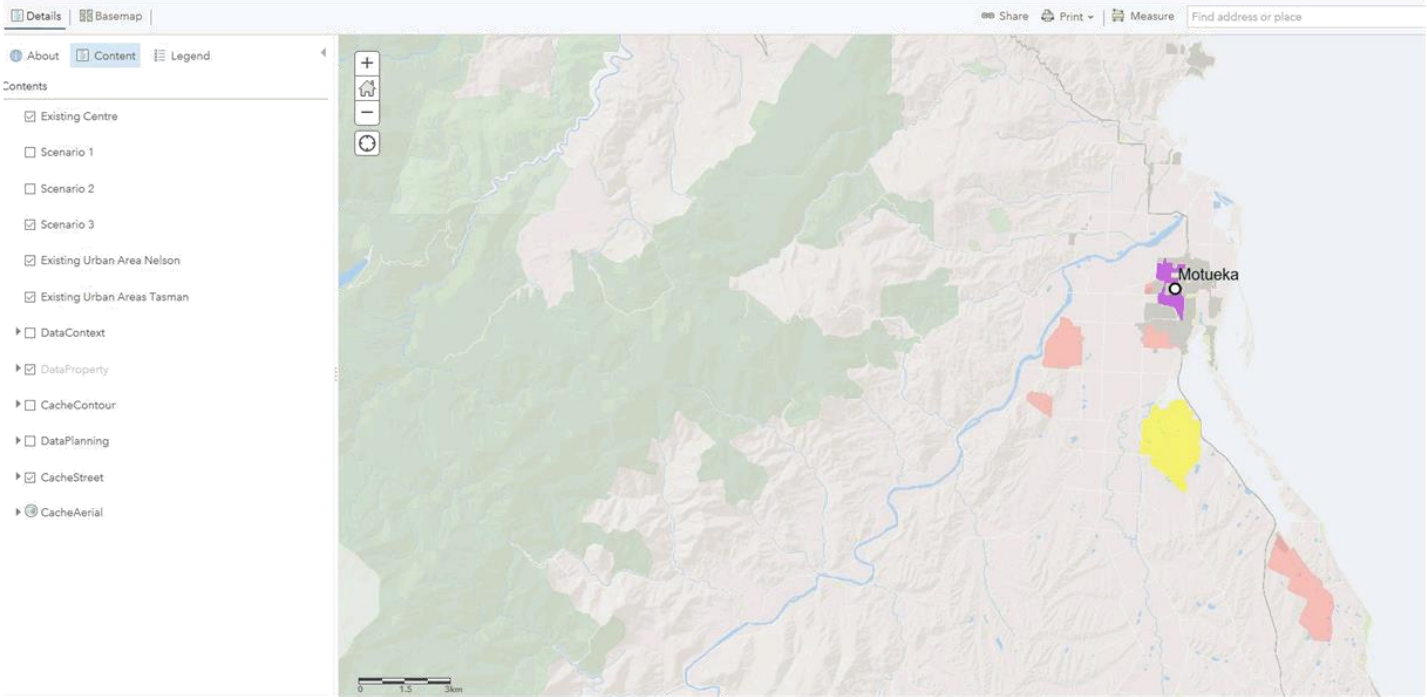 Details Basemap Share Print Measure Find address or place
About Content Legend
Contents
Existing Centre
Scenario 1
Scenario 2
Scenario 3
Existing Urban Area Nelson
Existing Urban Areas Tasman
DataContext
DataProperty
CacheContour
DataPlanning
CacheStreet
CacheAerial
Motueka
0 1.5 3km